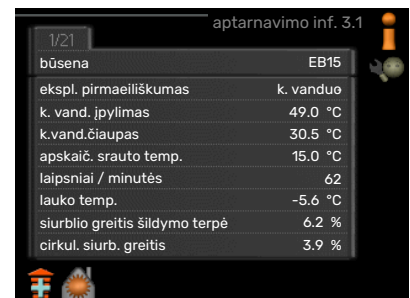 aptarnavimo inf. 3.1
1/21
būsena EB15
ekspl. pirmaeiliškumas k. vanduo
k. vand. įpylimas 49.0 °C
k.vand.čiaupas 30.5 °C
apskaič. srauto temp. 15.0 °C
laipsniai / minutės 62
lauko temp. -5.6 °C
siurblio greitis šildymo terpė 6.2 %
cirkul. siurb. greitis 3.9 %